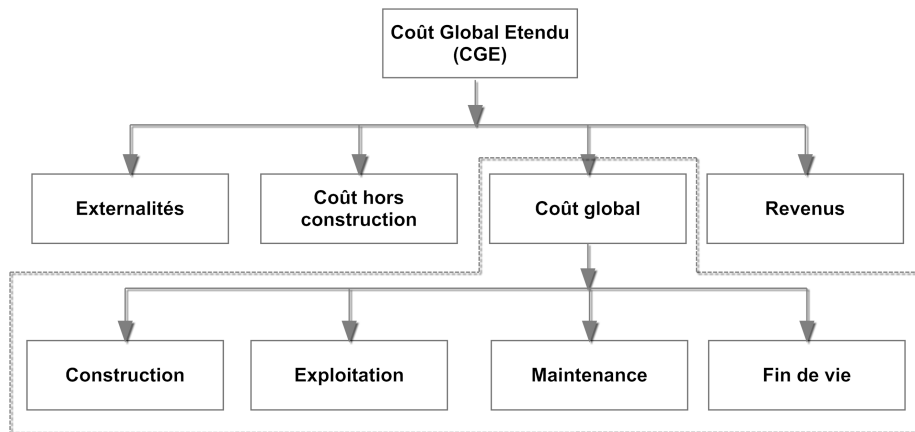 Coût Global Etendu
(CGE)
Externalités
Coût hors
construction
Coût global
Revenus
Construction
Exploitation
Maintenance
Fin de vie